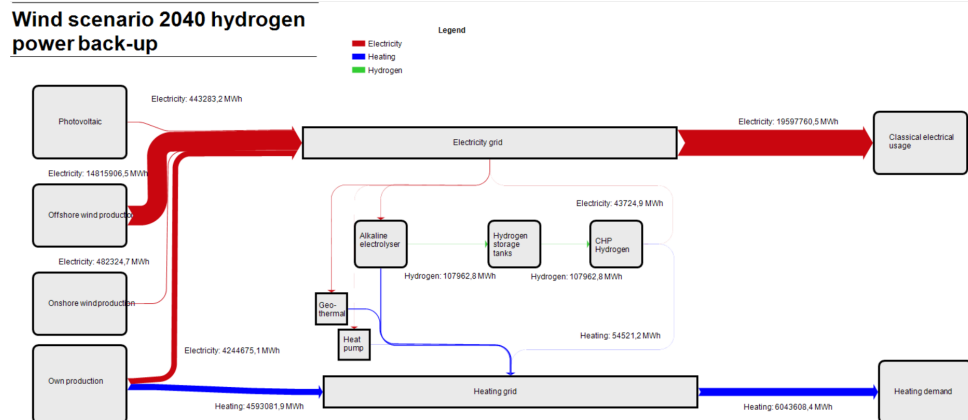 Wind scenario 2040 hydrogen
power back-up
Legend
Electricity
Heating
Hydrogen
Electricity: 443283,2 MWh
Photovoltaic
Electricity: 19597760,5 MWh
Electricity grid
Classical electrical
usage
Electricity: 14815906,5 MWh
Offshore wind production
Electricity: 43724,9 MWh
Alkaline
electrolyser
Hydrogen
storage
tanks
CHP
Hydrogen
Electricity: 482324,7 MWh
Hydrogen: 107962,8 MWh
Hydrogen: 107962,8 MWh
Onshore wind production
Geo-
thermal
Heat
pump
Heating: 54521,2 MWh
Electricity: 4244675,1 MWh
Own production
Heating grid
Heating demand
Heating: 4593081,9 MWh
Heating: 6043608,4 MWh